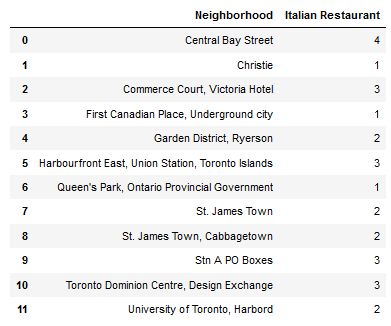 Neighborhood Italian Restaurant
0 Central Bay Street 4
1 Christie 1
2 Commerce Court, Victoria Hotel 3
3 First Canadian Place, Underground city 1
4 Garden District, Ryerson 2
5 Harbourfront East, Union Station, Toronto Islands 3
6 Queen's Park, Ontario Provincial Government 1
7 St. James Town 2
8 St. James Town, Cabbagetown 2
9 Stn A PO Boxes 3
10 Toronto Dominion Centre, Design Exchange 3
11 University of Toronto, Harbord 2